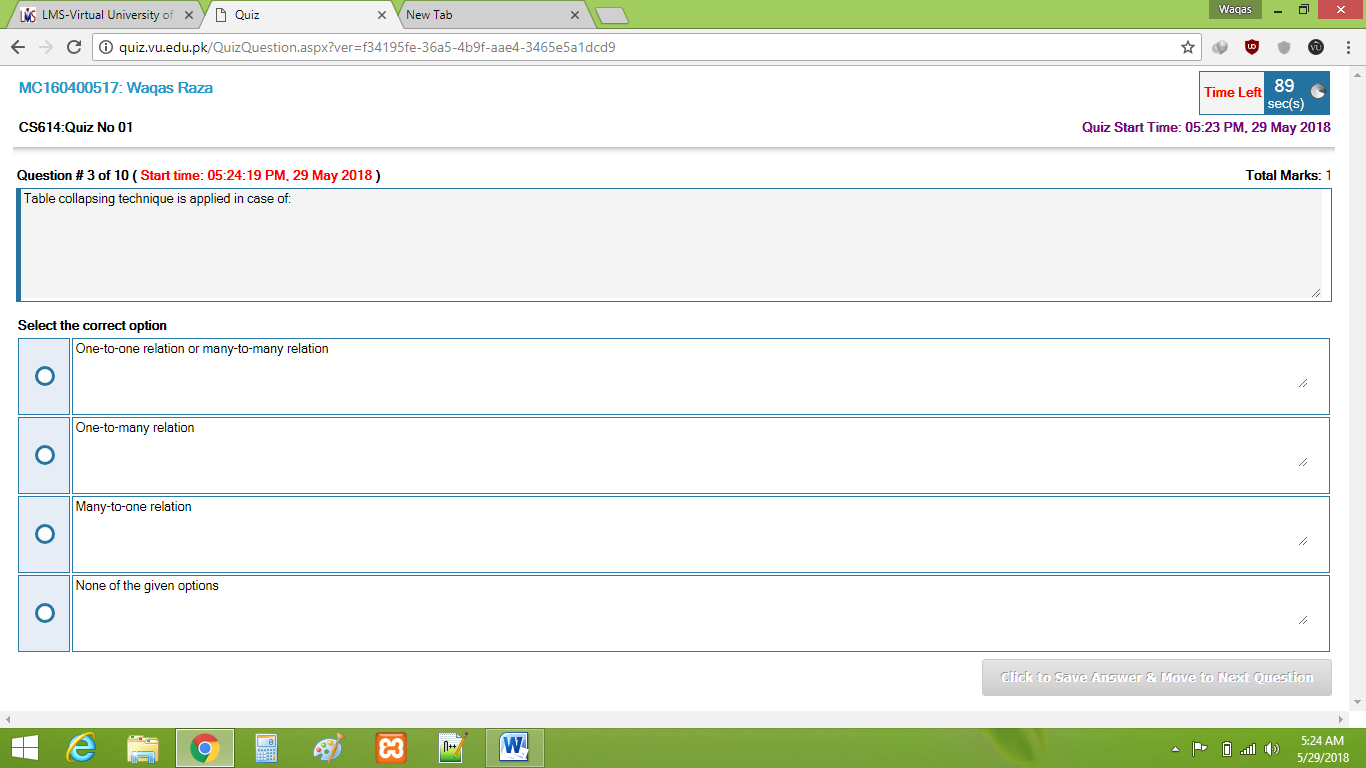 LMS-Virtual University of
Quiz
New Tab
Waqas
quiz.vu.edu.pk/QuizQuestion.aspx?ver=f34195fe-36a5-4b9f-aae4-3465e5a1dcd9
MC160400517: Waqas Raza
Time Left 89 sec(s)
CS614:Quiz No 01
Quiz Start Time: 05:23 PM, 29 May 2018
Question # 3 of 10 ( Start time: 05:24:19 PM, 29 May 2018 )
Total Marks: 1
Table collapsing technique is applied in case of:
Select the correct option
One-to-one relation or many-to-many relation
One-to-many relation
Many-to-one relation
None of the given options
Click to Save Answer & Move to Next Question
5:24 AM
5/29/2018